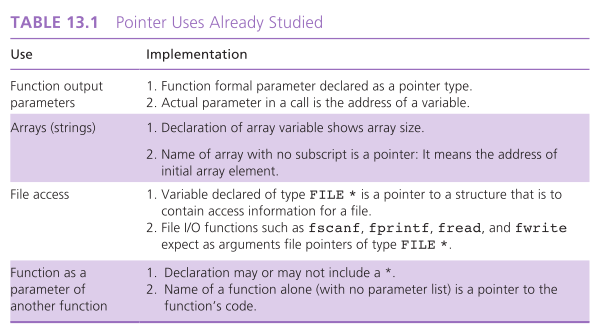 TABLE 13.1 Pointer Uses Already Studied
Use Implementation
Function output 1. Function formal parameter declared as a pointer type.
parameters 2. Actual parameter in a call is the address of a variable.
Arrays (strings) 1. Declaration of array variable shows array size.
2. Name of array with no subscript is a pointer: It means the address of
initial array element.
File access 1. Variable declared of type FILE * is a pointer to a structure that is to
contain access information for a file.
2. File I/O functions such as fscanf, fprintf, fread, and fwrite
expect as arguments file pointers of type FILE *.
Function as a 1. Declaration may or may not include a *.
parameter of 2. Name of a function alone (with no parameter list) is a pointer to the
another function function’s code.